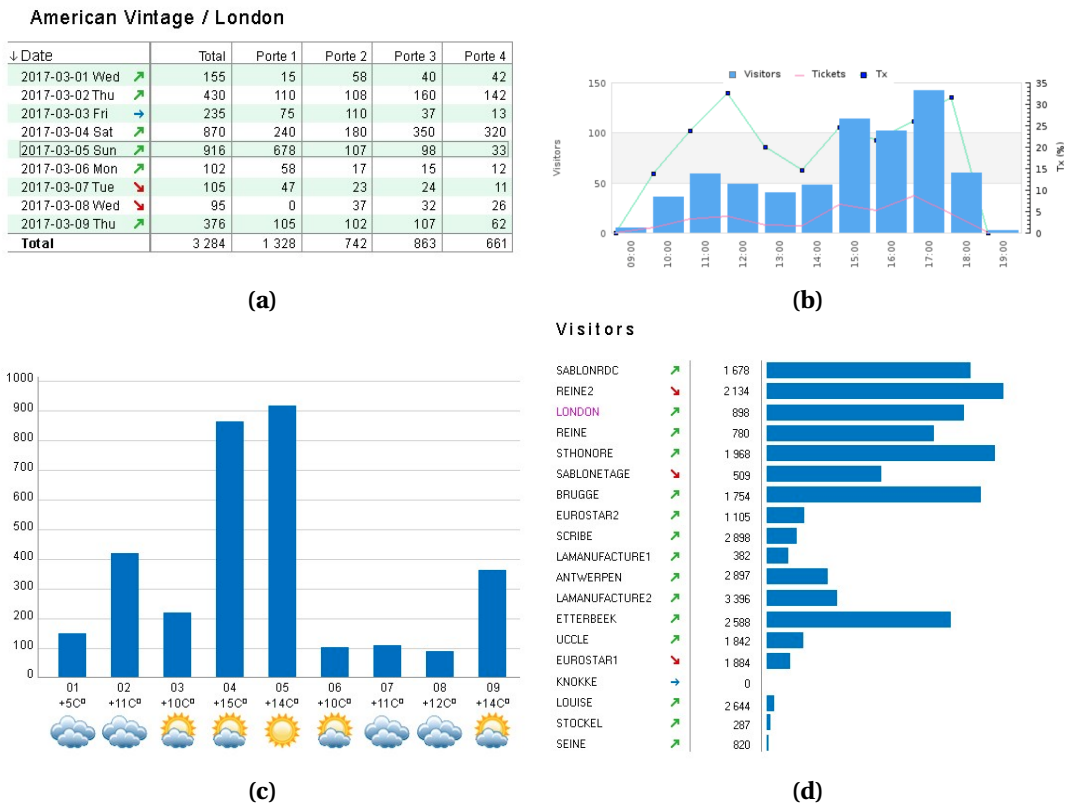 American Vintage / London
↓ Date Total Porte 1 Porte 2 Porte 3 Porte 4
2017-03-01 Wed 155 15 58 40 42
2017-03-02 Thu 430 110 108 160 142
2017-03-03 Fri 235 75 110 37 13
2017-03-04 Sat 870 240 180 350 320
2017-03-05 Sun 916 678 107 98 33
2017-03-06 Mon 102 58 17 15 12
2017-03-07 Tue 105 47 23 24 11
2017-03-08 Wed 95 0 37 32 26
2017-03-09 Thu 376 105 102 107 62
Total 3 284 1 328 742 863 661
(a)
Visitors Tickets Tx
150
100
50
0
Visitors
35
30
25
20
15
10
5
0
Tx (%)
09:00 10:00 11:00 12:00 13:00 14:00 15:00 16:00 17:00 18:00 19:00
(b)
1000
900
800
700
600
500
400
300
200
100
0
01 02 03 04 05 06 07 08 09
+5Cº +11Cº +10Cº +15Cº +14Cº +10Cº +11Cº +12Cº +14Cº
(c)
Visitors
SABLONRDC 1 678
REINE2 2 134
LONDON 898
REINE 780
STHONORE 1 968
SABLONETAGE 509
BRUGGE 1 754
EUROSTAR2 1 105
SCRIBE 2 898
LAMANUFACTURE1 382
ANTWERPEN 2 897
LAMANUFACTURE2 3 396
ETTERBEEK 2 588
UCCLE 1 842
EUROSTAR1 1 884
KNOKKE 0
LOUISE 2 644
STOCKEL 287
SEINE 820
(d)